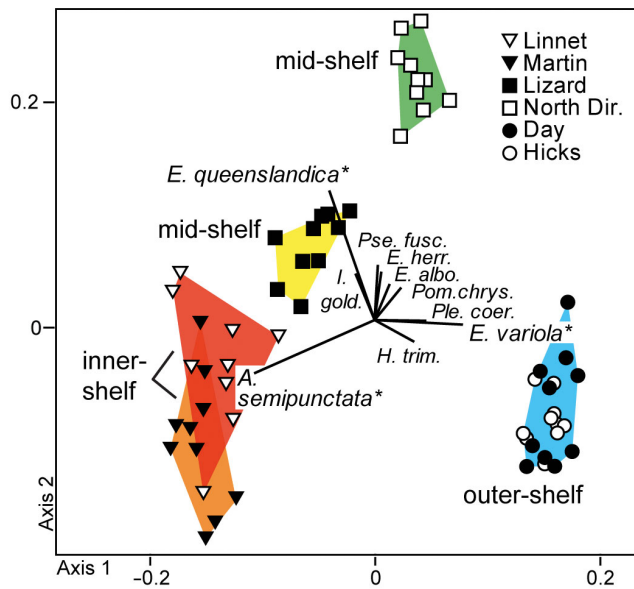 mid-shelf
Linnet
Martin
Lizard
North Dir.
Day
Hicks
0.2
E. queenslandica*
mid-shelf
Pse. fusc.
E. herr.
I.
gold.
E. albo.
Pom.chrys.
Ple. coer.
0
E. variola*
H. trim.
inner-
shelf
A.
semipunctata*
outer-shelf
Axis 2
Axis 1
-0.2
0
0.2